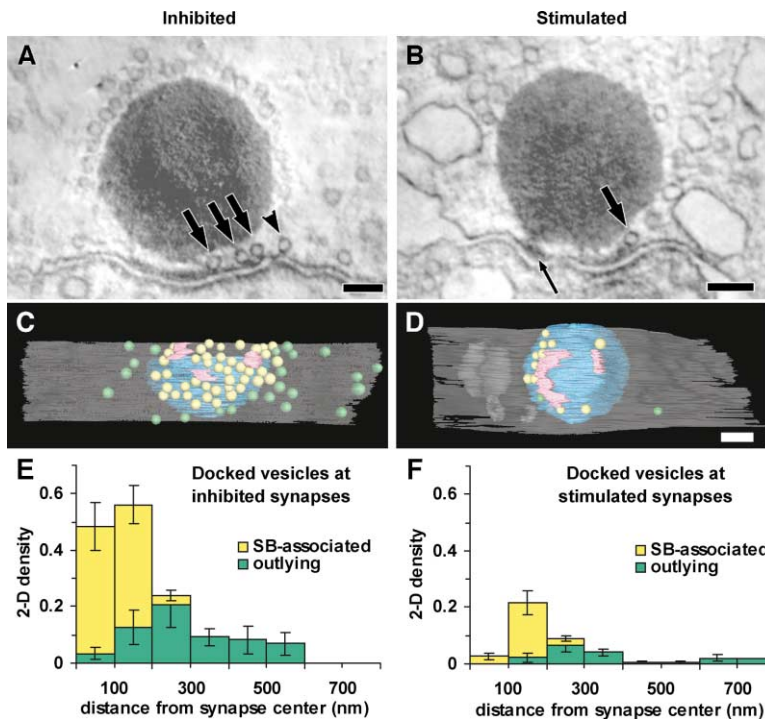 Inhibited
Stimulated
A
B
C
D
E
Docked vesicles at
inhibited synapses
SB-associated
outlying
2-D density
0.6
0.4
0.2
0
100
300
500
700
distance from synapse center (nm)
F
Docked vesicles at
stimulated synapses
SB-associated
outlying
2-D density
0.6
0.4
0.2
0
100
300
500
700
distance from synapse center (nm)